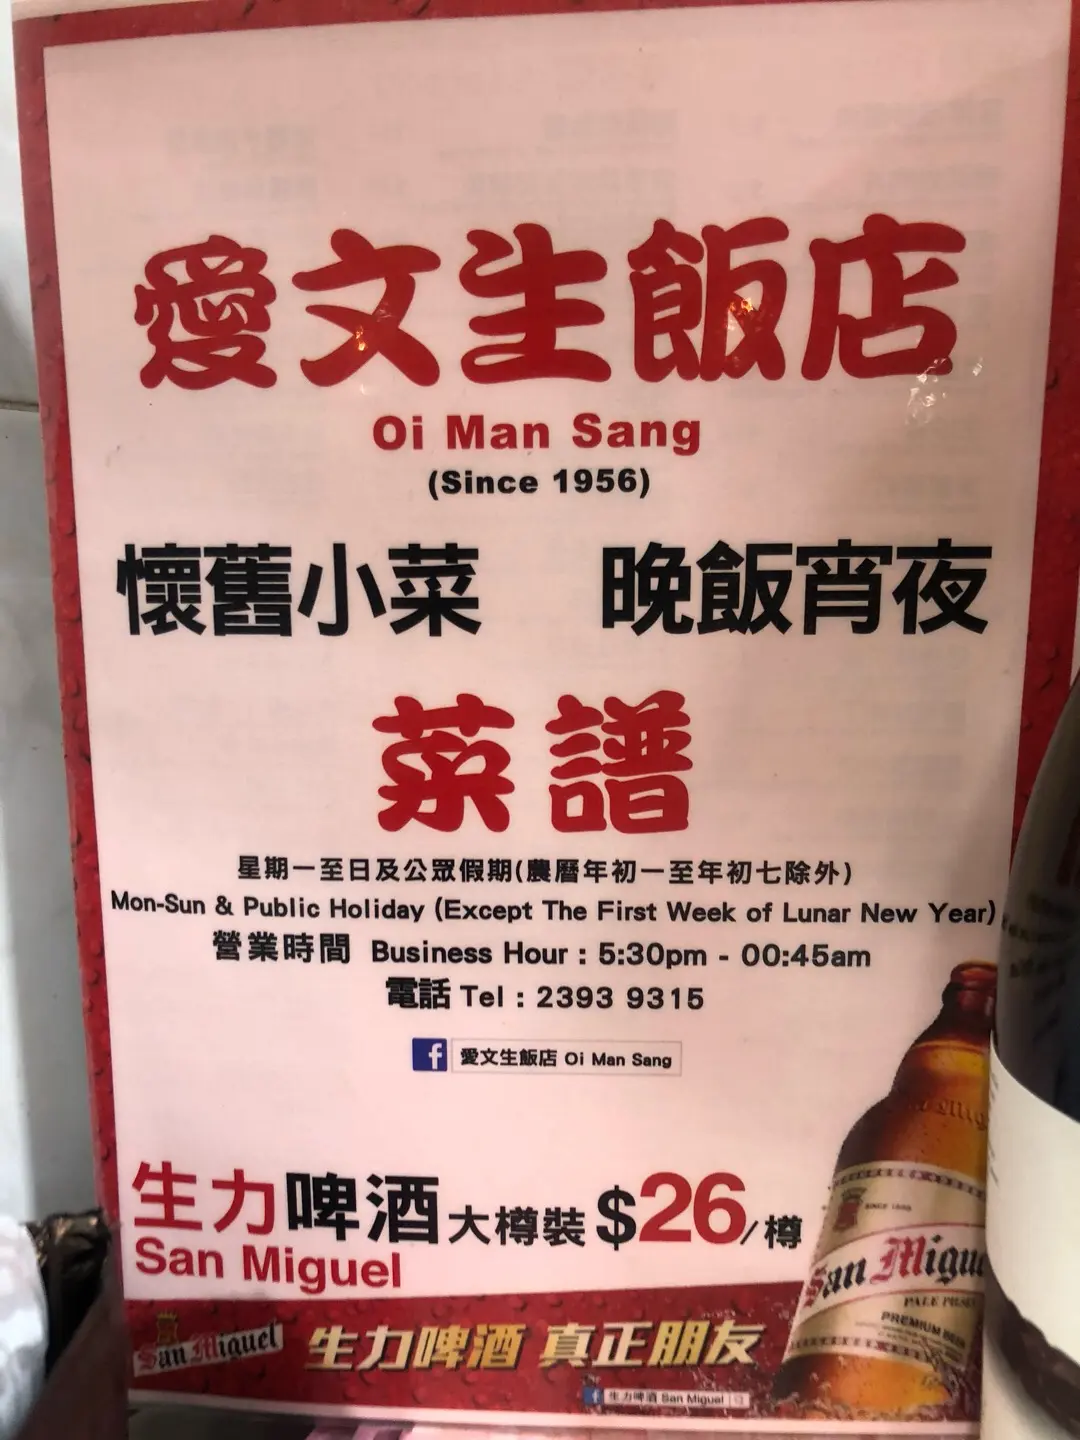 愛文生飯店
Oi Man Sang
(Since 1956)
懷舊小菜 晚飯宵夜
菜譜
星期一至日及公眾假期(農曆年初一至年初七除外)
Mon-Sun & Public Holiday (Except The First Week of Lunar New Year)
營業時間 Business Hour : 5:30pm - 00:45am
電話 Tel : 2393 9315
f 愛文生飯店 Oi Man Sang
生力啤酒 大樽裝 $26/樽
San Miguel
SINCE 1890
San Migu
PALE PILSE
PREMIUM BEER
San Miguel 生力啤酒 真正朋友
f 生力啤酒 San Miguel